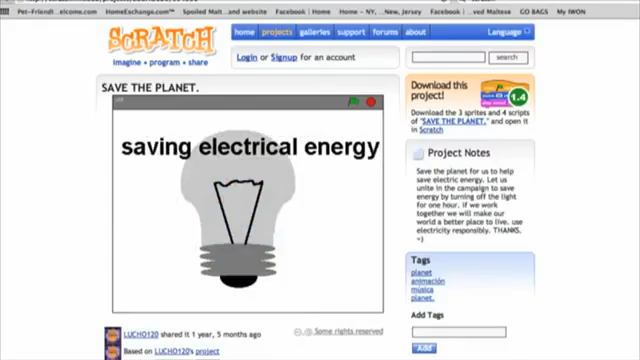 Pet-Friendl...elcome.com HomeExchange.com™ Spoiled Malt...and website Facebook | Home Home - NY, ...New, Jersey Facebook | ...ved Maltese GO BAGS My IWON
SCRATCH
imagine • program • share
home projects galleries support forums about Language
Login or Signup for an account
search
SAVE THE PLANET.
saving electrical energy
LUCHO120 shared it 1 year, 5 months ago
Some rights reserved
Based on LUCHO120's project
Download this
project!
1.4
Download the 3 sprites and 4 scripts
of "SAVE THE PLANET." and open it
in Scratch
Project Notes
Save the planet for us to help
save electric energy. Let us
unite in the campaign to save
energy by turning off the light
for one hour. If we work
together we will make our
world a better place to live. use
electricity responsibly. THANKS.
=)
Tags
planet
animación
música
planet.
Add Tags
Add